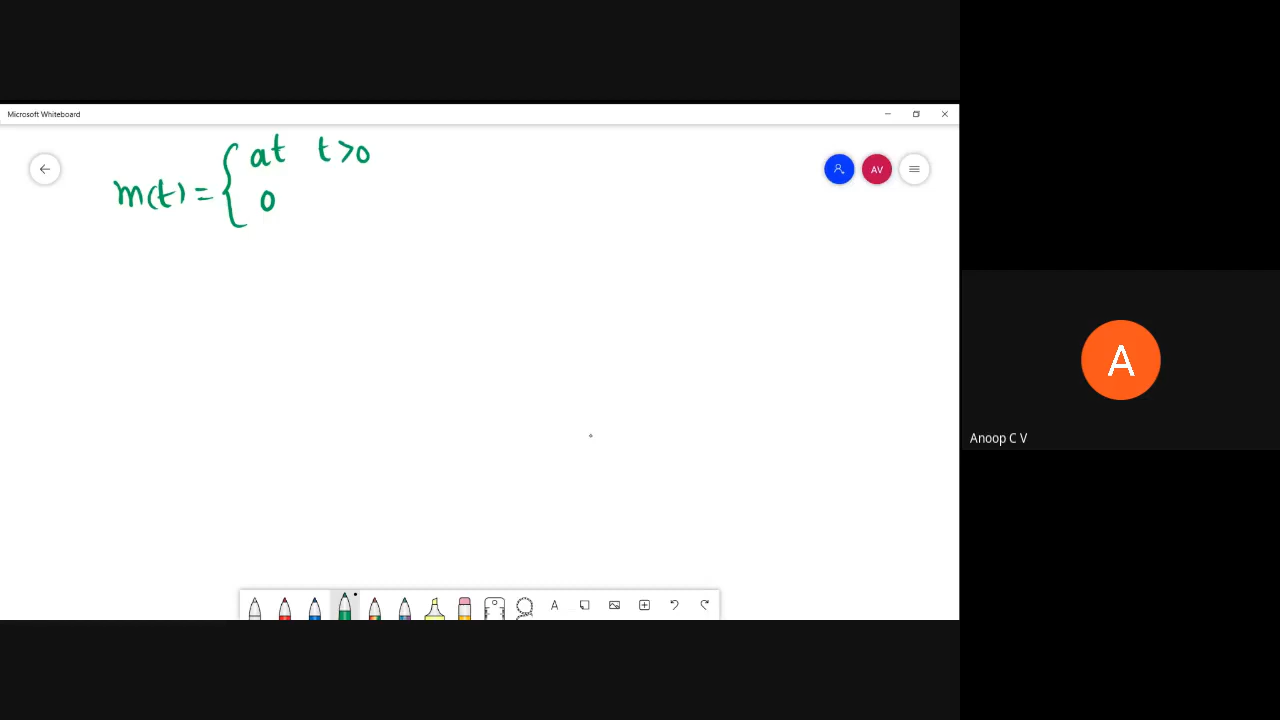 Microsoft Whiteboard
m(t) = { at t>0
0
AV
A
Anoop C V
A